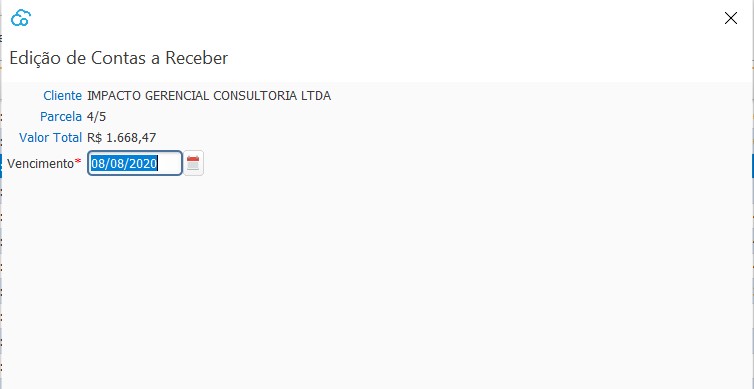 Edição de Contas a Receber
Cliente IMPACTO GERENCIAL CONSULTORIA LTDA
Parcela 4/5
Valor Total R$ 1.668,47
Vencimento* 08/08/2020